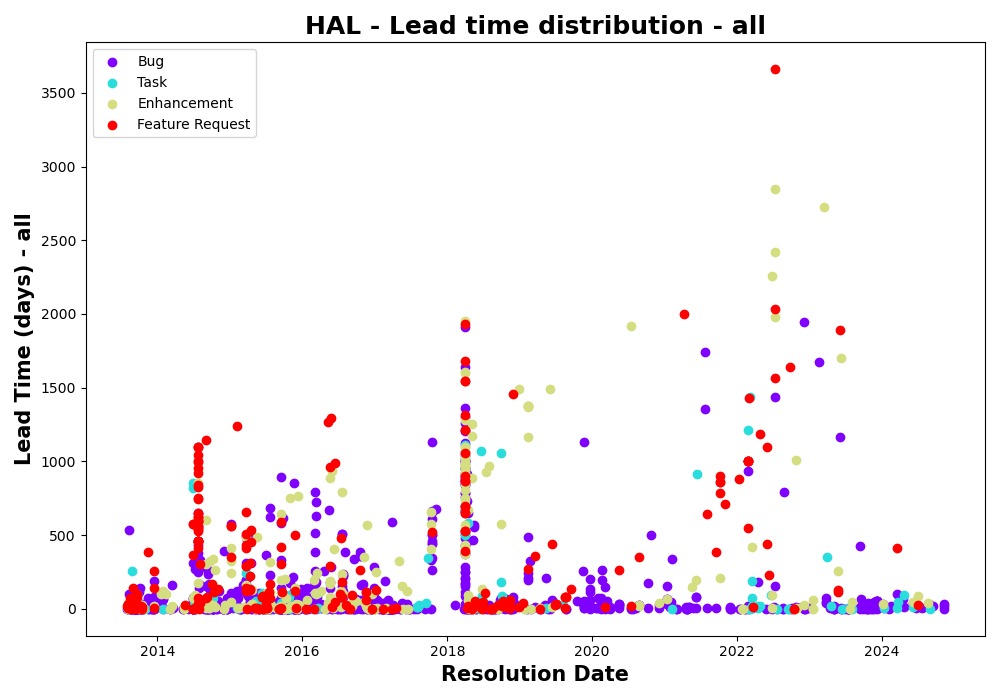 HAL - Lead time distribution - all
Bug
Task
Enhancement
Feature Request
3500
3000
2500
2000
1500
1000
500
0
Lead Time (days) - all
2014 2016 2018 2020 2022 2024
Resolution Date